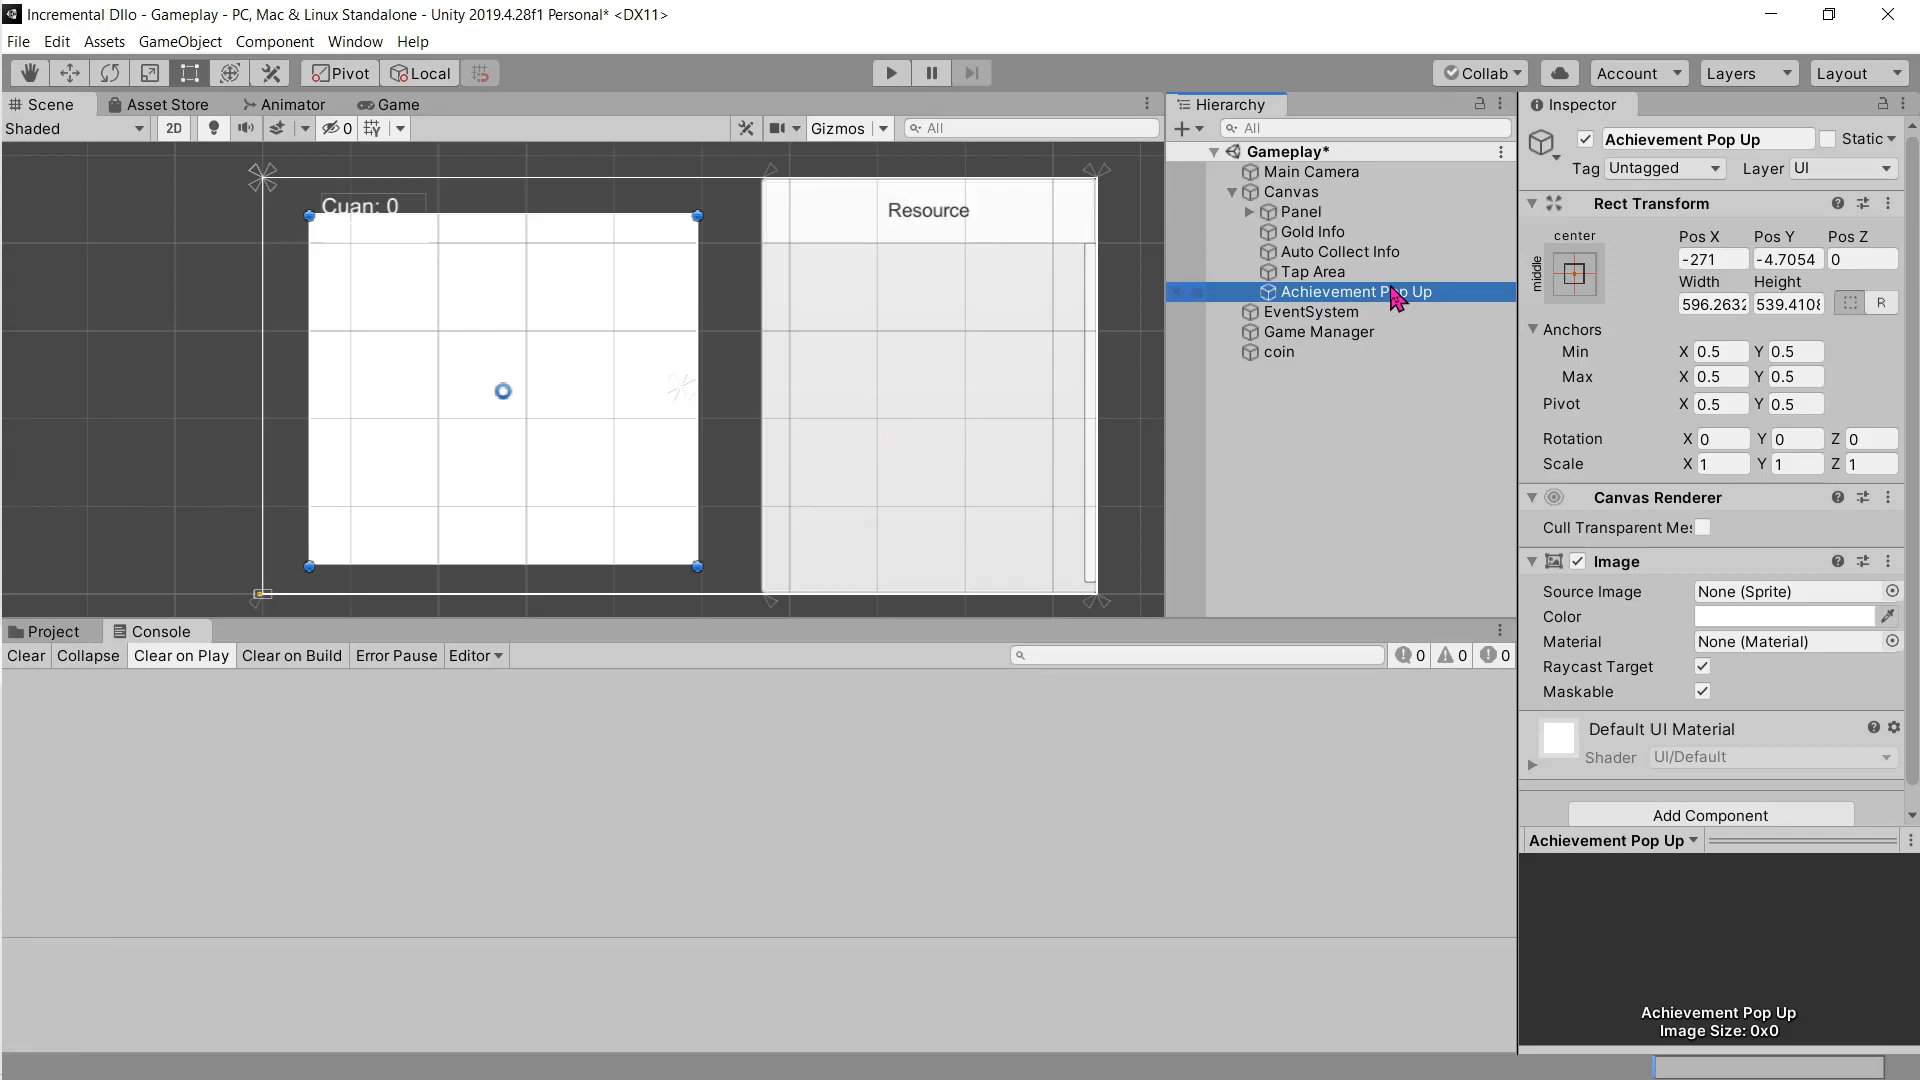 Incremental DIlo - Gameplay - PC, Mac & Linux Standalone - Unity 2019.4.28f1 Personal* <DX11>
File Edit Assets GameObject Component Window Help
Pivot Local Collab Account Layers Layout
Scene Asset Store Animator Game
Shaded 2D 0 Gizmos All
Cuan: 0
Resource
Hierarchy
All
Gameplay*
Main Camera
Canvas
Panel
Gold Info
Auto Collect Info
Tap Area
Achievement Pop Up
EventSystem
Game Manager
coin
Inspector
Achievement Pop Up Static
Tag Untagged Layer UI
Rect Transform
center
middle
Pos X Pos Y Pos Z
-271 -4.7054 0
Width Height
596.2632 539.4108 R
Anchors
Min X 0.5 Y 0.5
Max X 0.5 Y 0.5
Pivot X 0.5 Y 0.5
Rotation X 0 Y 0 Z 0
Scale X 1 Y 1 Z 1
Canvas Renderer
Cull Transparent Mes
Image
Source Image None (Sprite)
Color
Material None (Material)
Raycast Target
Maskable
Default UI Material
Shader UI/Default
Add Component
Achievement Pop Up
Achievement Pop Up
Image Size: 0x0
Project Console
Clear Collapse Clear on Play Clear on Build Error Pause Editor 0 0 0